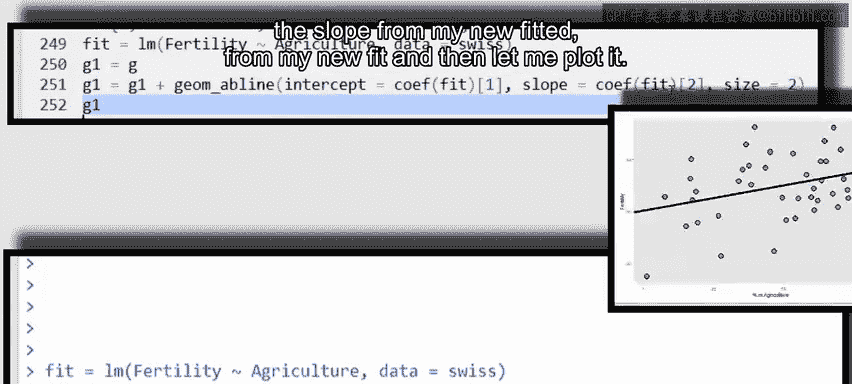 the slope from my new fitted,
from my new fit and then let me plot it.
249 fit = lm(Fertility ~ Agriculture, data = swiss)
250 g1 = g
251 g1 = g1 + geom_abline(intercept = coef(fit)[1], slope = coef(fit)[2], size = 2)
252 g1
Fertility
>
>
>
>
>
> fit = lm(Fertility ~ Agriculture, data = swiss)